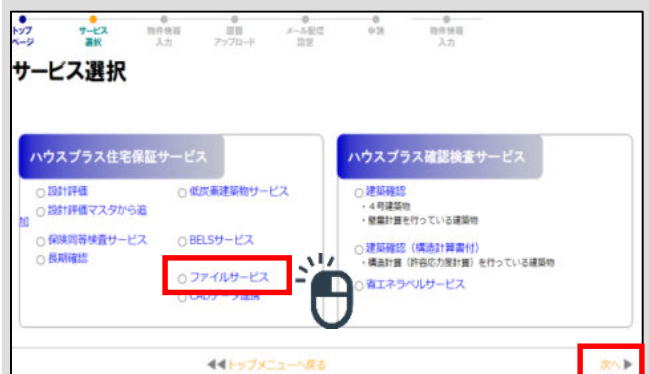 トップページ
サービス選択
物件情報入力
図面アップロード
メール配信設定
申請
物件情報入力
サービス選択
ハウスプラス住宅保証サービス
設計評価
低炭素建築物サービス
設計評価マスタから追加
保険同等検査サービス
BELSサービス
長期確認
ファイルサービス
CADデータ連携
ハウスプラス確認検査サービス
建築確認
・4号建築物
・壁量計算を行っている建築物
建築確認（構造計算書付）
・構造計算（許容応力度計算）を行っている建築物
省エネラベルサービス
◀◀トップメニューへ戻る
次へ▶